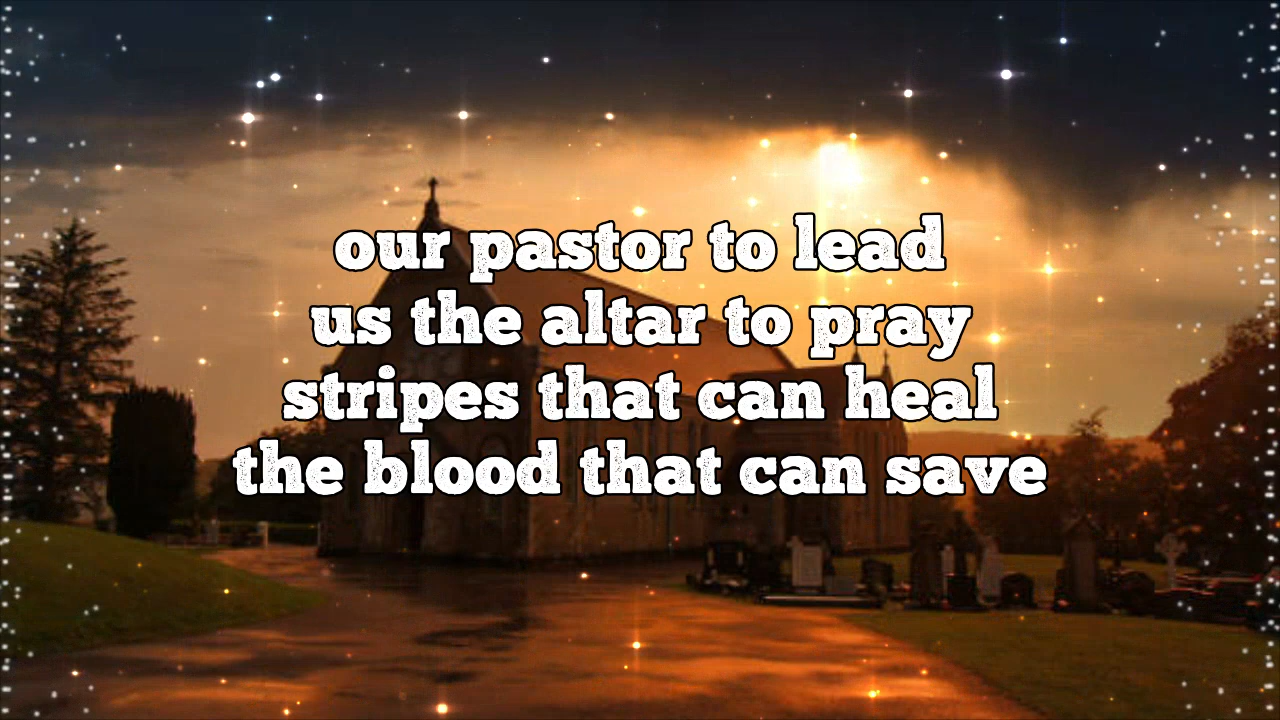 our pastor to lead
us the altar to pray
stripes that can heal
the blood that can save